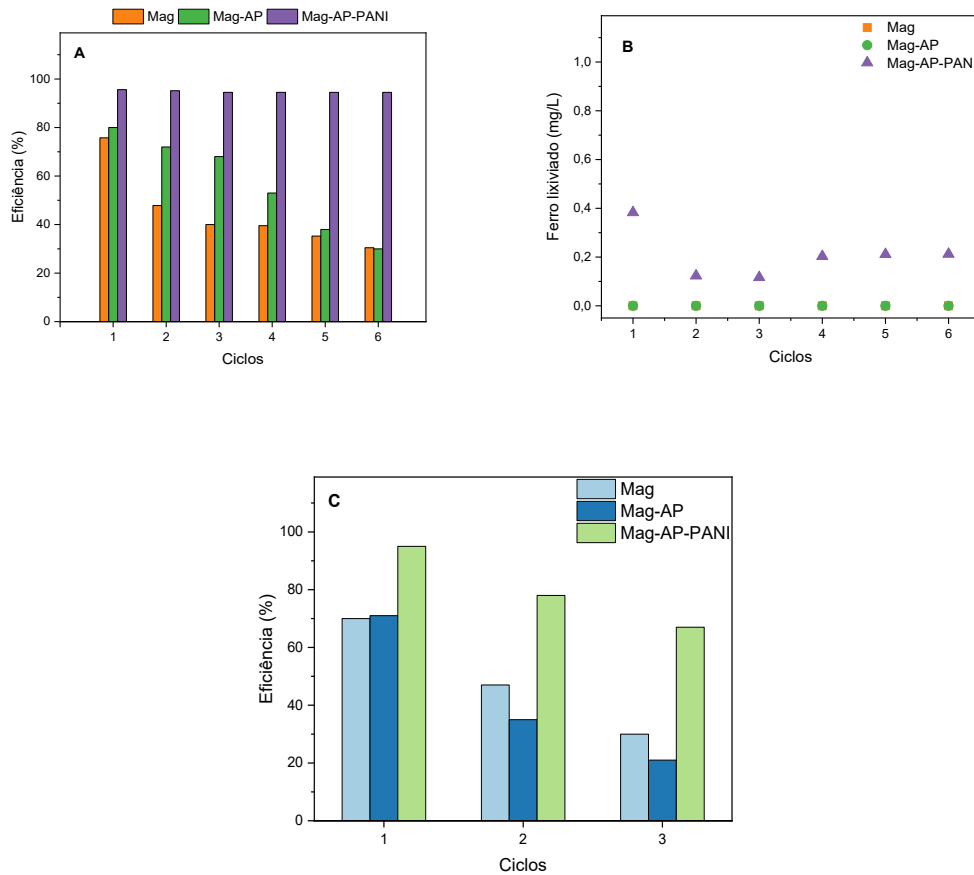 Mag Mag-AP Mag-AP-PANI
A
100
80
60
40
20
0
Eficiência (%)
1 2 3 4 5 6
Ciclos
B
Mag
Mag-AP
Mag-AP-PANI
1,0
0,8
0,6
0,4
0,2
0,0
Ferro lixiviado (mg/L)
1 2 3 4 5 6
Ciclos
C
Mag
Mag-AP
Mag-AP-PANI
100
80
60
40
20
0
Eficiência (%)
1 2 3
Ciclos